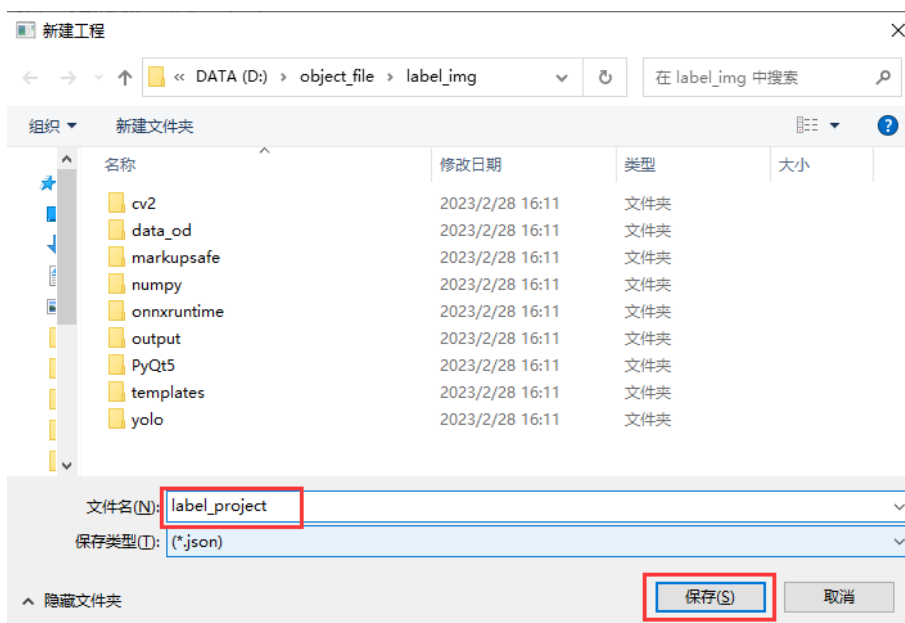 新建工程
« DATA (D:) › object_file › label_img
在 label_img 中搜索
组织 新建文件夹
名称 修改日期 类型 大小
cv2 2023/2/28 16:11 文件夹
data_od 2023/2/28 16:11 文件夹
markupsafe 2023/2/28 16:11 文件夹
numpy 2023/2/28 16:11 文件夹
onnxruntime 2023/2/28 16:11 文件夹
output 2023/2/28 16:11 文件夹
PyQt5 2023/2/28 16:11 文件夹
templates 2023/2/28 16:11 文件夹
yolo 2023/2/28 16:11 文件夹
文件名(N): label_project
保存类型(T): (*.json)
隐藏文件夹 保存(S) 取消